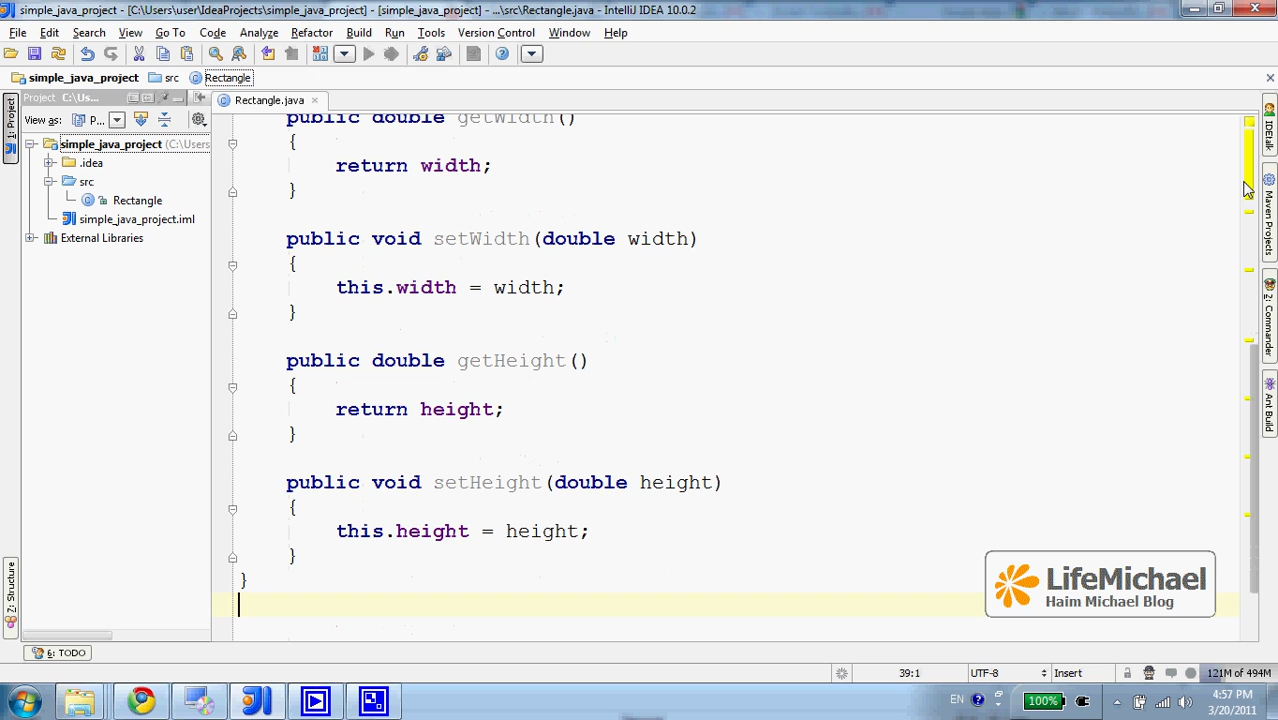 simple_java_project - [C:\Users\user\IdeaProjects\simple_java_project] - [simple_java_project] - ...\src\Rectangle.java - IntelliJ IDEA 10.0.2
File Edit Search View Go To Code Analyze Refactor Build Run Tools Version Control Window Help
simple_java_project src Rectangle
Project C:\Us...
Rectangle.java
View as: P...
simple_java_project (C:\Users
.idea
src
Rectangle
simple_java_project.iml
External Libraries
1: Project
Z: Structure
public double getWidth()
{
return width;
}
public void setWidth(double width)
{
this.width = width;
}
public double getHeight()
{
return height;
}
public void setHeight(double height)
{
this.height = height;
}
}
IDEtalk
Maven Projects
2: Commander
Ant Build
LifeMichael
Haim Michael Blog
6: TODO
39:1 UTF-8 Insert 121M of 494M
EN 100% 4:57 PM
3/20/2011